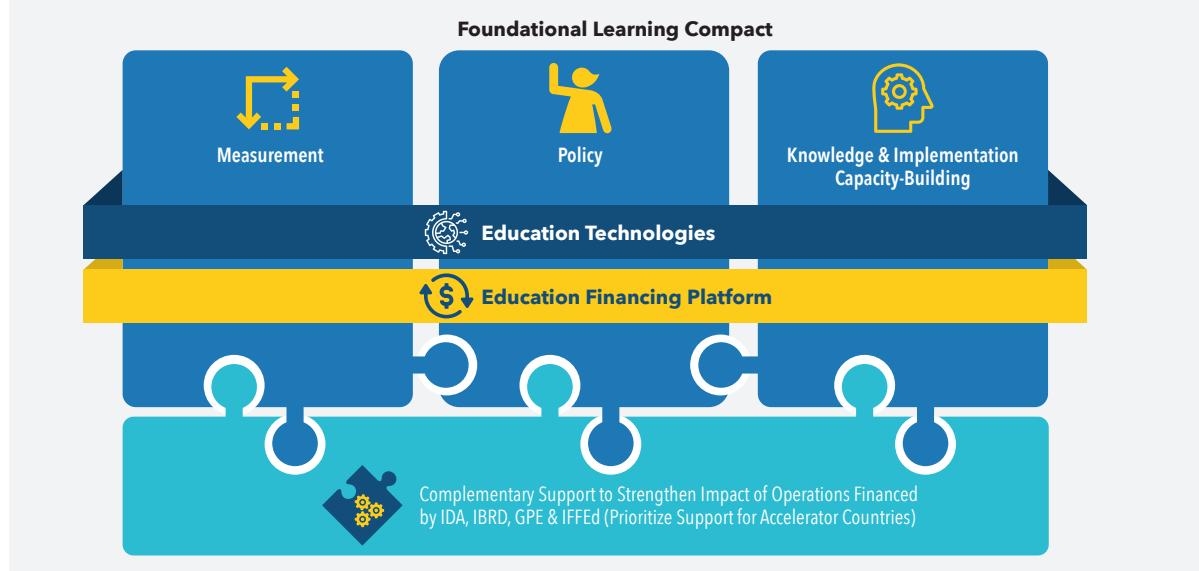 Foundational Learning Compact
Measurement
Policy
Knowledge & Implementation
Capacity-Building
Education Technologies
$
Education Financing Platform
Complementary Support to Strengthen Impact of Operations Financed
by IDA, IBRD, GPE & IFFEd (Prioritize Support for Accelerator Countries)